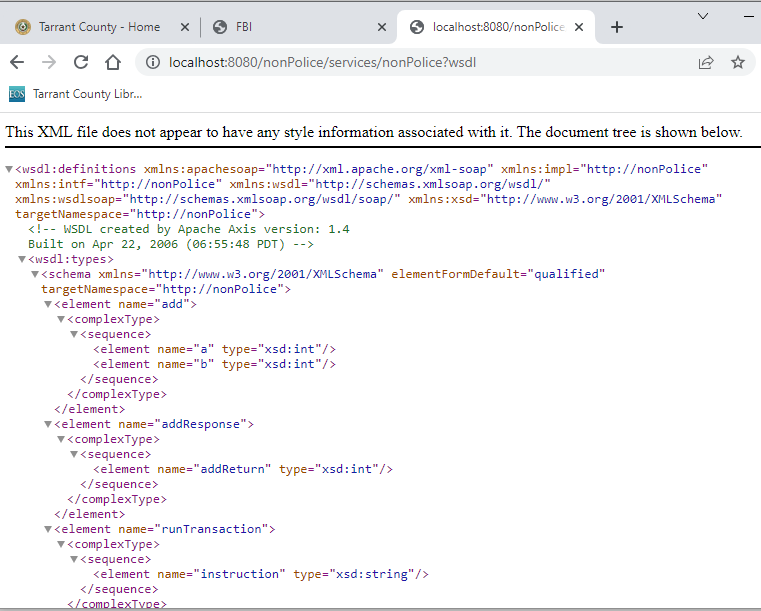 Tarrant County - Home
FBI
localhost:8080/nonPolice
localhost:8080/nonPolice/services/nonPolice?wsdl
EOS Tarrant County Libr...
This XML file does not appear to have any style information associated with it. The document tree is shown below.
▼<wsdl:definitions xmlns:apachesoap="http://xml.apache.org/xml-soap" xmlns:impl="http://nonPolice"
xmlns:intf="http://nonPolice" xmlns:wsdl="http://schemas.xmlsoap.org/wsdl/"
xmlns:wsdlsoap="http://schemas.xmlsoap.org/wsdl/soap/" xmlns:xsd="http://www.w3.org/2001/XMLSchema"
targetNamespace="http://nonPolice">
<!-- WSDL created by Apache Axis version: 1.4
Built on Apr 22, 2006 (06:55:48 PDT) -->
▼<wsdl:types>
▼<schema xmlns="http://www.w3.org/2001/XMLSchema" elementFormDefault="qualified"
targetNamespace="http://nonPolice">
▼<element name="add">
▼<complexType>
▼<sequence>
<element name="a" type="xsd:int"/>
<element name="b" type="xsd:int"/>
</sequence>
</complexType>
</element>
▼<element name="addResponse">
▼<complexType>
▼<sequence>
<element name="addReturn" type="xsd:int"/>
</sequence>
</complexType>
</element>
▼<element name="runTransaction">
▼<complexType>
▼<sequence>
<element name="instruction" type="xsd:string"/>
</sequence>
</complexType>